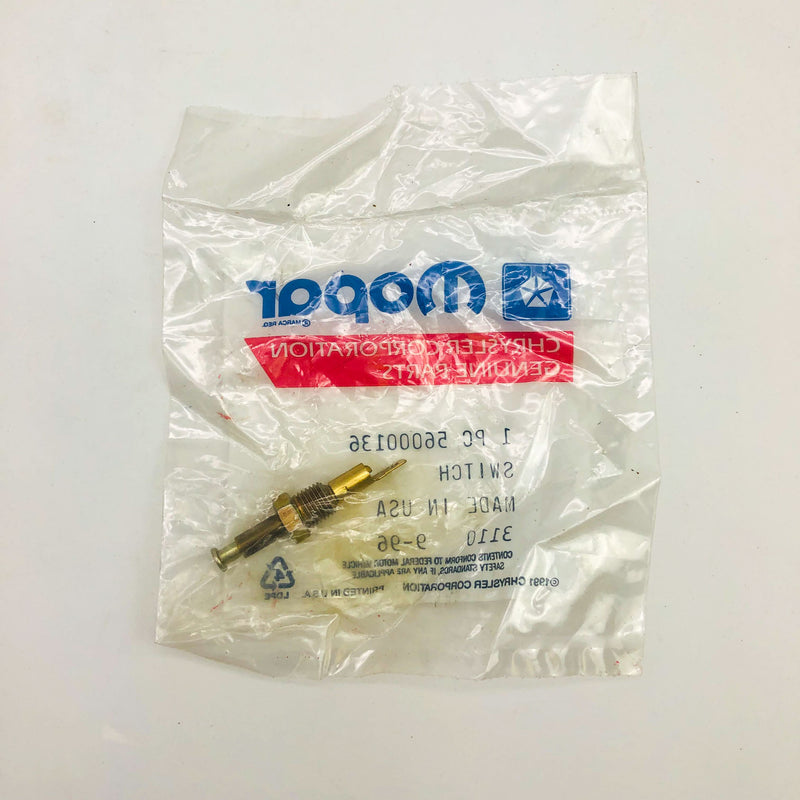 Mopar
® MARCA REG.
CHRYSLER CORPORATION
GENUINE PARTS
1 PC 56000136
SWITCH
MADE IN USA
3110 9-96
CONTENTS CONFORM TO FEDERAL MOTOR VEHICLE
SAFETY STANDARDS, IF ANY ARE APPLICABLE
©1991 CHRYSLER CORPORATION PRINTED IN U.S.A.
4
LDPE